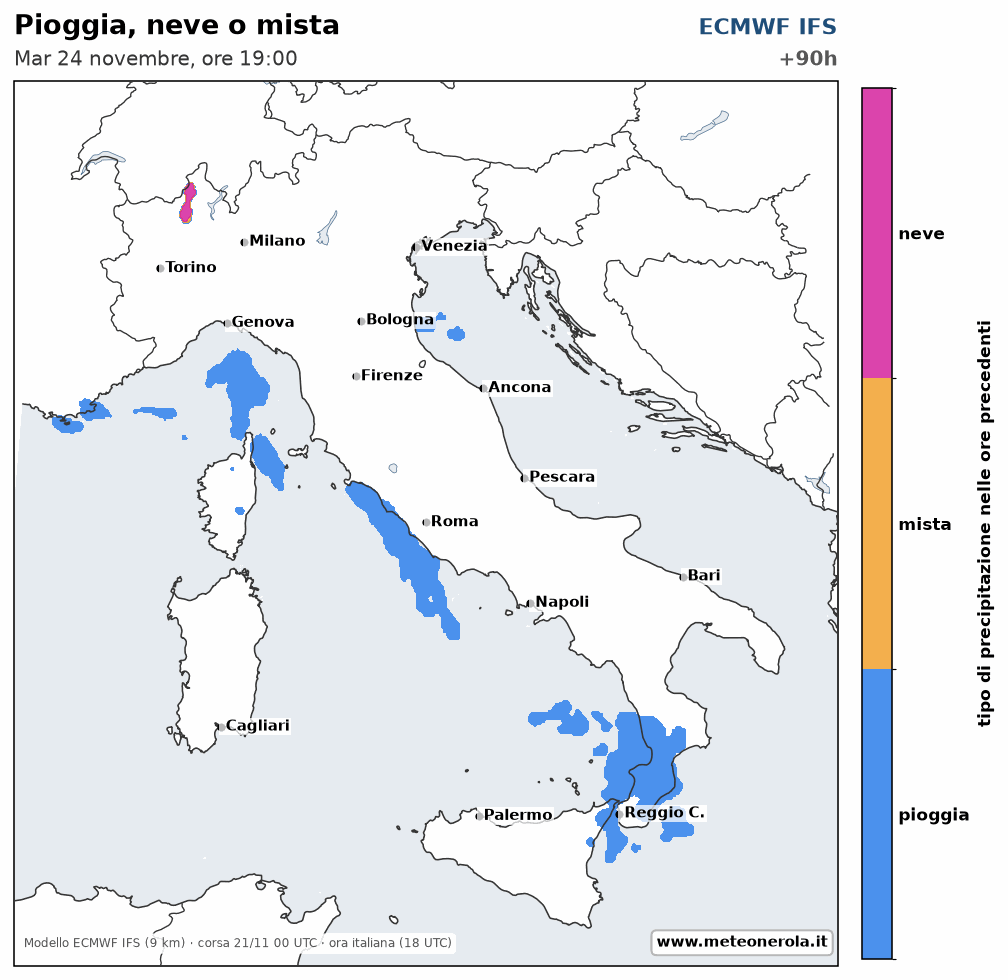 Pioggia, neve o mista
ECMWF IFS
Mar 24 novembre, ore 19:00
+90h
neve
mista
pioggia
tipo di precipitazione nelle ore precedenti
Milano
Venezia
Torino
Genova
Bologna
Firenze
Ancona
Pescara
Roma
Bari
Napoli
Cagliari
Palermo
Reggio C.
Modello ECMWF IFS (9 km) · corsa 21/11 00 UTC · ora italiana (18 UTC)
www.meteonerola.it